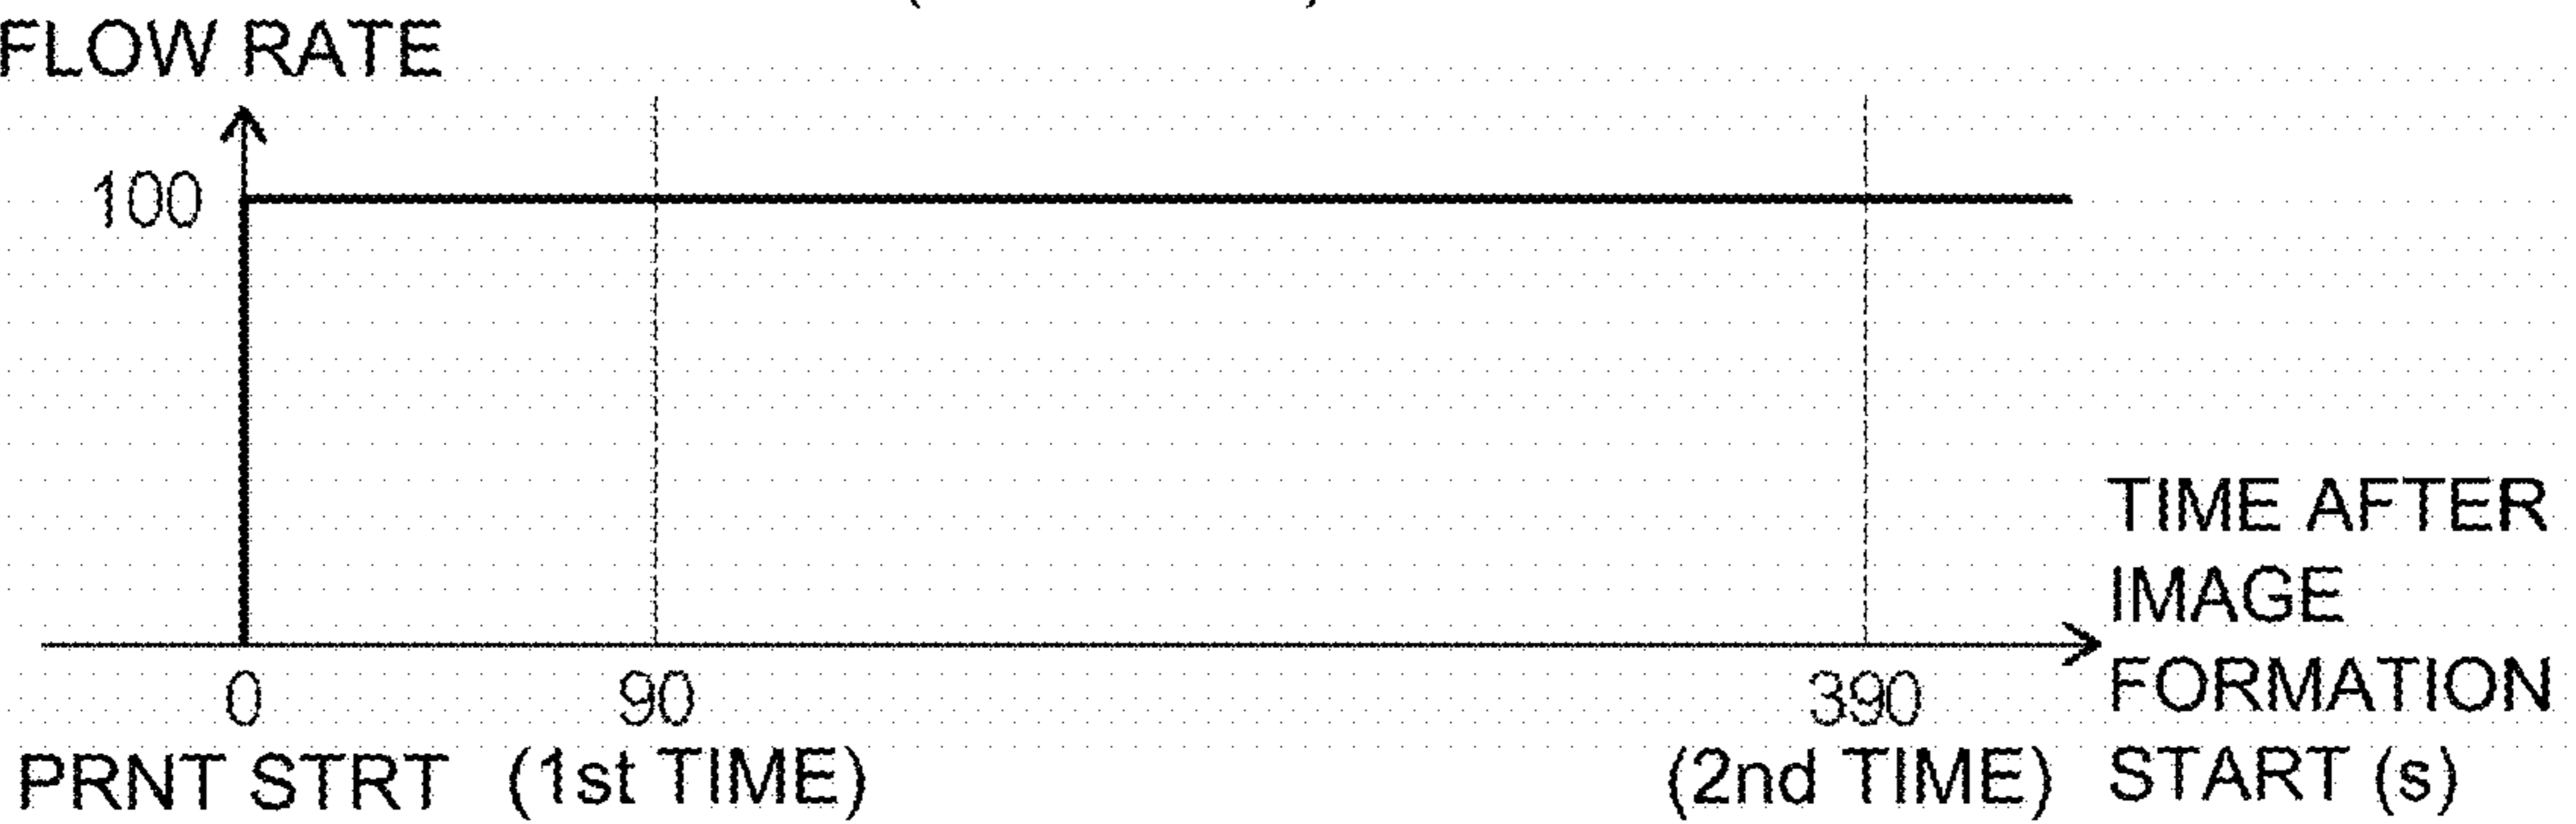 FLOW RATE
100
0
90
390
PRNT STRT
(1st TIME)
(2nd TIME)
TIME AFTER
IMAGE
FORMATION
START (s)